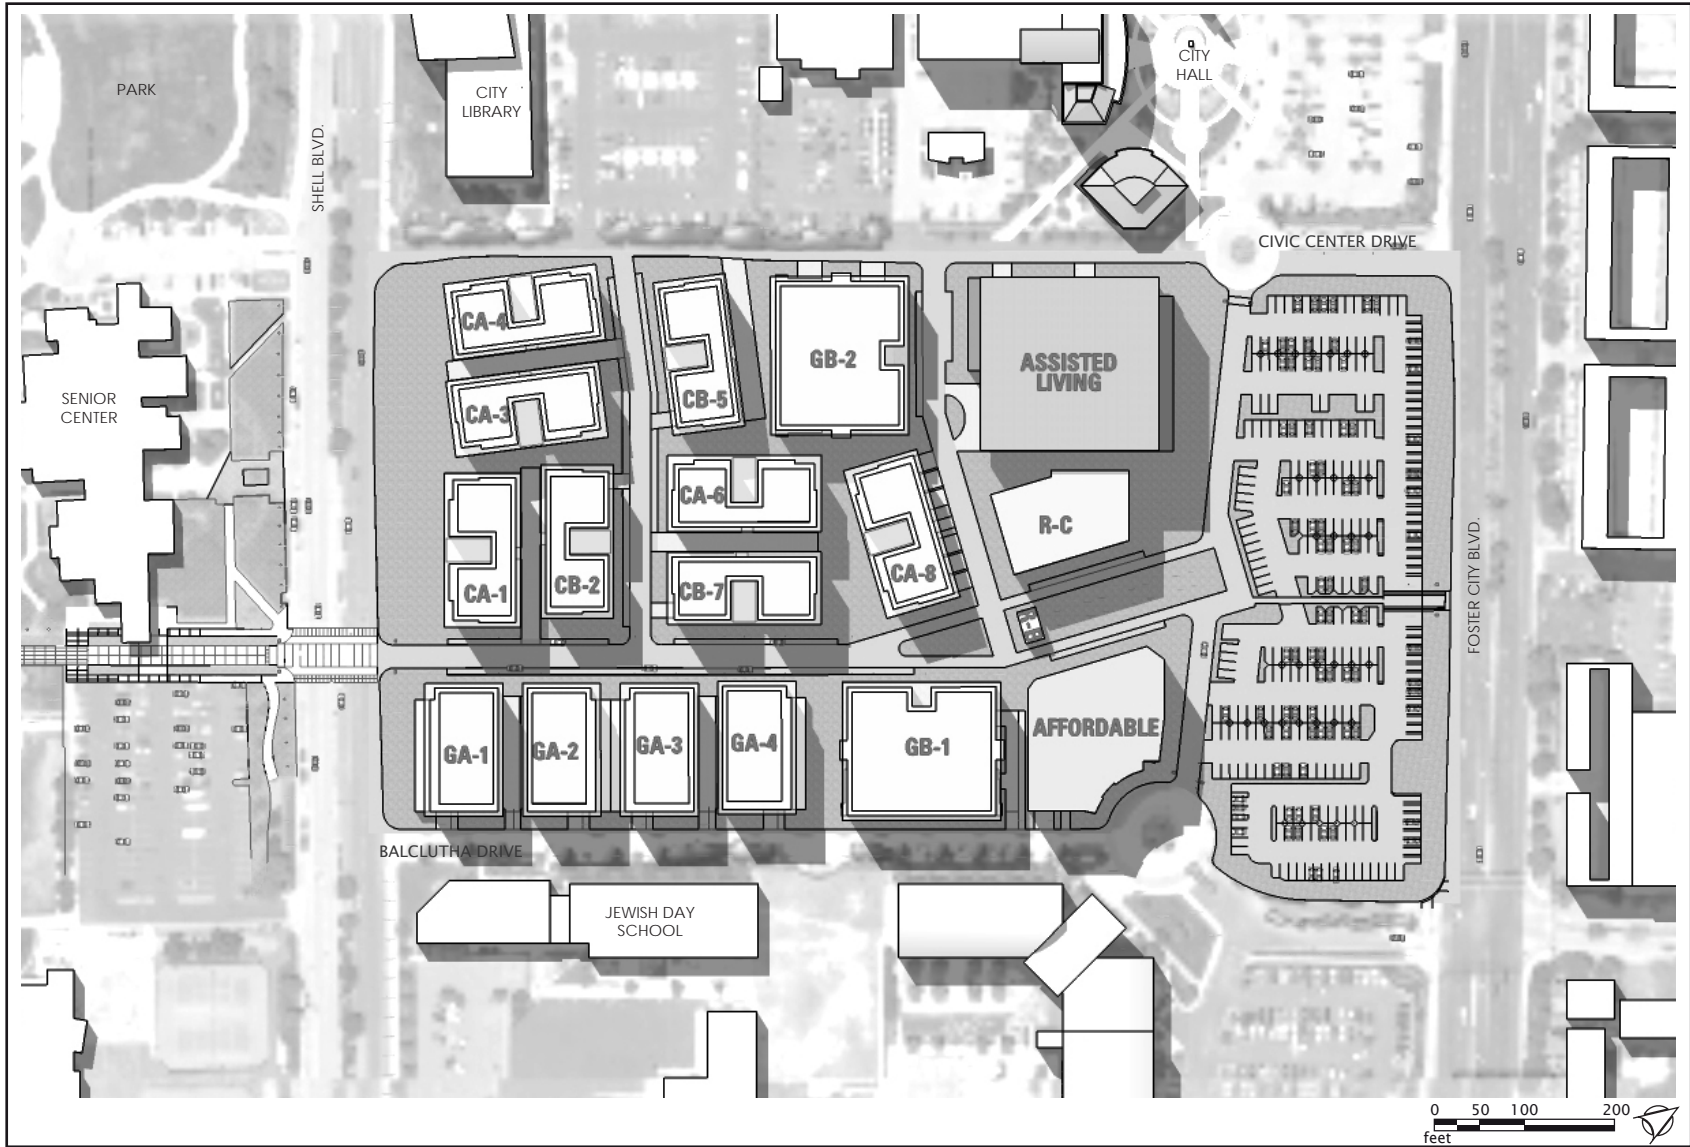 PARK
CITY
LIBRARY
CITY
HALL
SHELL BLVD.
CIVIC CENTER DRIVE
CA-4
CB-5
GB-2
ASSISTED
LIVING
SENIOR
CENTER
CA-3
CA-6
R-C
CA-1
CB-2
CB-7
CA-8
FOSTER CITY BLVD.
GA-1
GA-2
GA-3
GA-4
GB-1
AFFORDABLE
BALCLUTHA DRIVE
JEWISH DAY
SCHOOL
0 50 100 200
feet